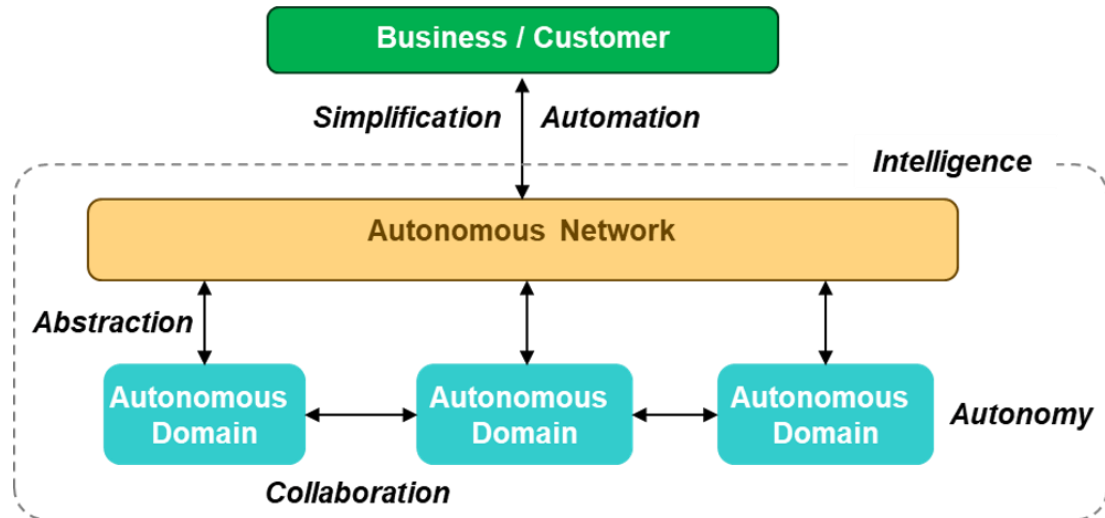 Business / Customer
Simplification
Automation
Intelligence
Autonomous Network
Abstraction
Autonomous
Domain
Autonomous
Domain
Autonomous
Domain
Autonomy
Collaboration